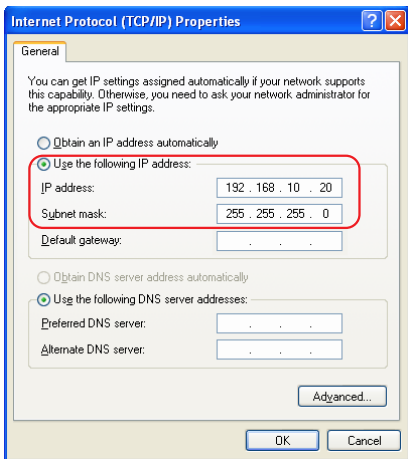 Internet Protocol (TCP/IP) Properties
General
You can get IP settings assigned automatically if your network supports
this capability. Otherwise, you need to ask your network administrator for
the appropriate IP settings.
Obtain an IP address automatically
Use the following IP address:
IP address: 192 . 168 . 10 . 20
Subnet mask: 255 . 255 . 255 . 0
Default gateway: . . .
Obtain DNS server address automatically
Use the following DNS server addresses:
Preferred DNS server: . . .
Alternate DNS server: . . .
Advanced...
OK Cancel